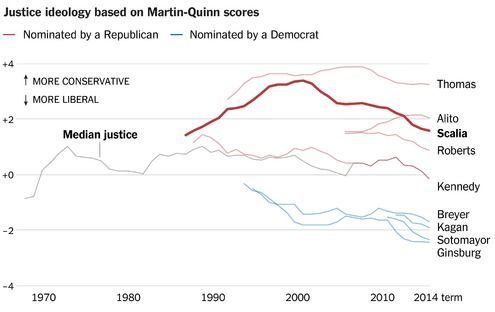 Justice ideology based on Martin-Quinn scores
Nominated by a Republican Nominated by a Democrat
+4
↑ MORE CONSERVATIVE
↓ MORE LIBERAL
Thomas
+2
Alito
Scalia
Median justice
Roberts
+0
Kennedy
Breyer
Kagan
−2
Sotomayor
Ginsburg
−4
1970 1980 1990 2000 2010 2014 term